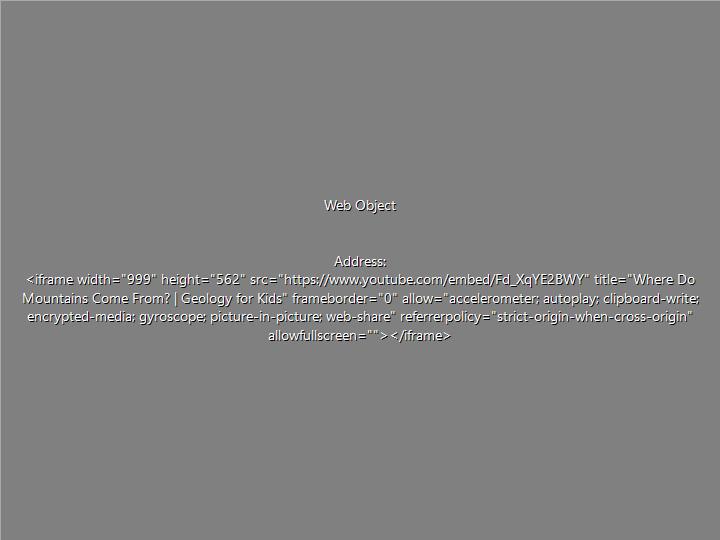 Web Object
Address:
<iframe width="999" height="562" src="https://www.youtube.com/embed/Fd_XqYE2BWY" title="Where Do
Mountains Come From? | Geology for Kids" frameborder="0" allow="accelerometer; autoplay; clipboard-write;
encrypted-media; gyroscope; picture-in-picture; web-share" referrerpolicy="strict-origin-when-cross-origin"
allowfullscreen=""></iframe>